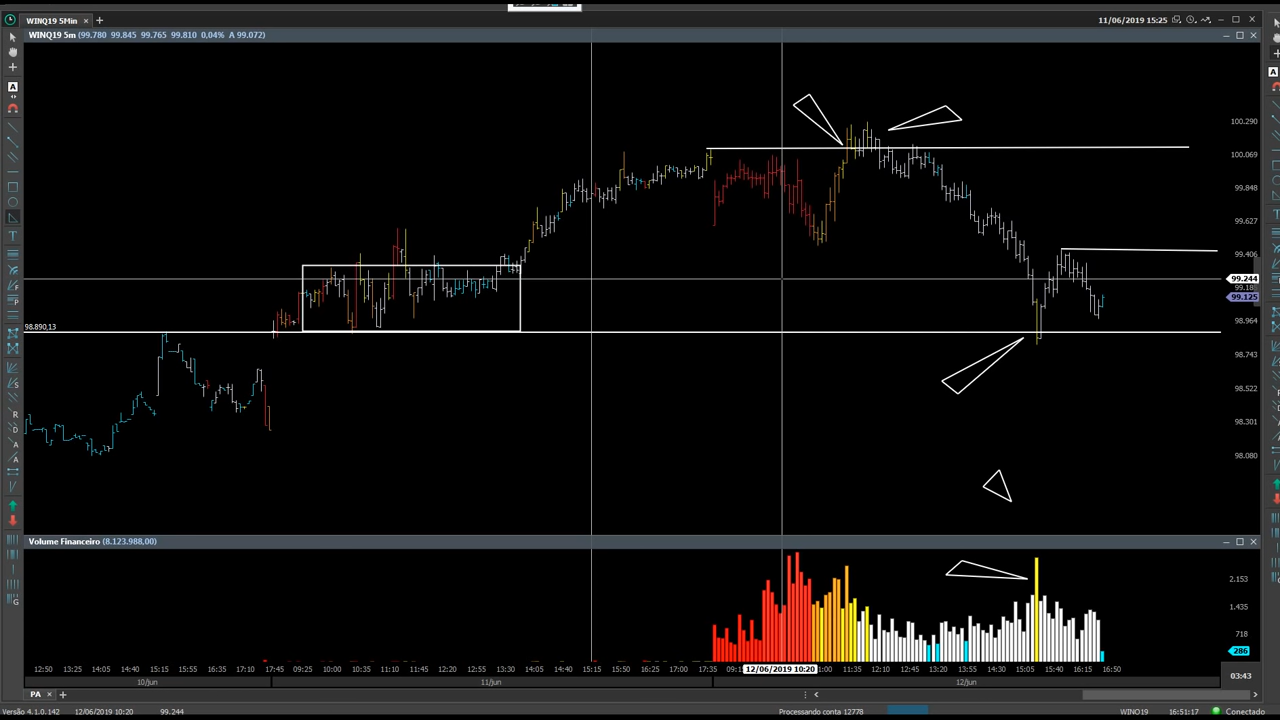 WINQ19 5Min
11/06/2019 15:25
WINQ19 5m (99.780 99.845 99.765 99.810 0,04% A 99.072)
100.290
100.069
99.848
99.627
99.406
99.244
99.18
99.125
98.964
98.890,13
98.743
98.522
98.301
98.080
Volume Financeiro (8.123.988,00)
2.153
1.435
718
286
12:50 13:25 14:05 14:40 15:15 15:50 16:35 17:10 17:45 09:25 10:00 10:35 11:10 11:45 12:20 12:55 13:30 14:05 14:40 15:15 15:50 16:25 17:00 17:35 09:1 12/06/2019 10:20 1:00 11:35 12:10 12:45 13:20 13:55 14:30 15:05 15:40 16:15 16:50
10/jun 11/jun 12/jun
03:43
PA
Versão 4.1.0.142 12/06/2019 10:20 99.244 Processando conta 12778 WINQ19 16:51:17 Conectado